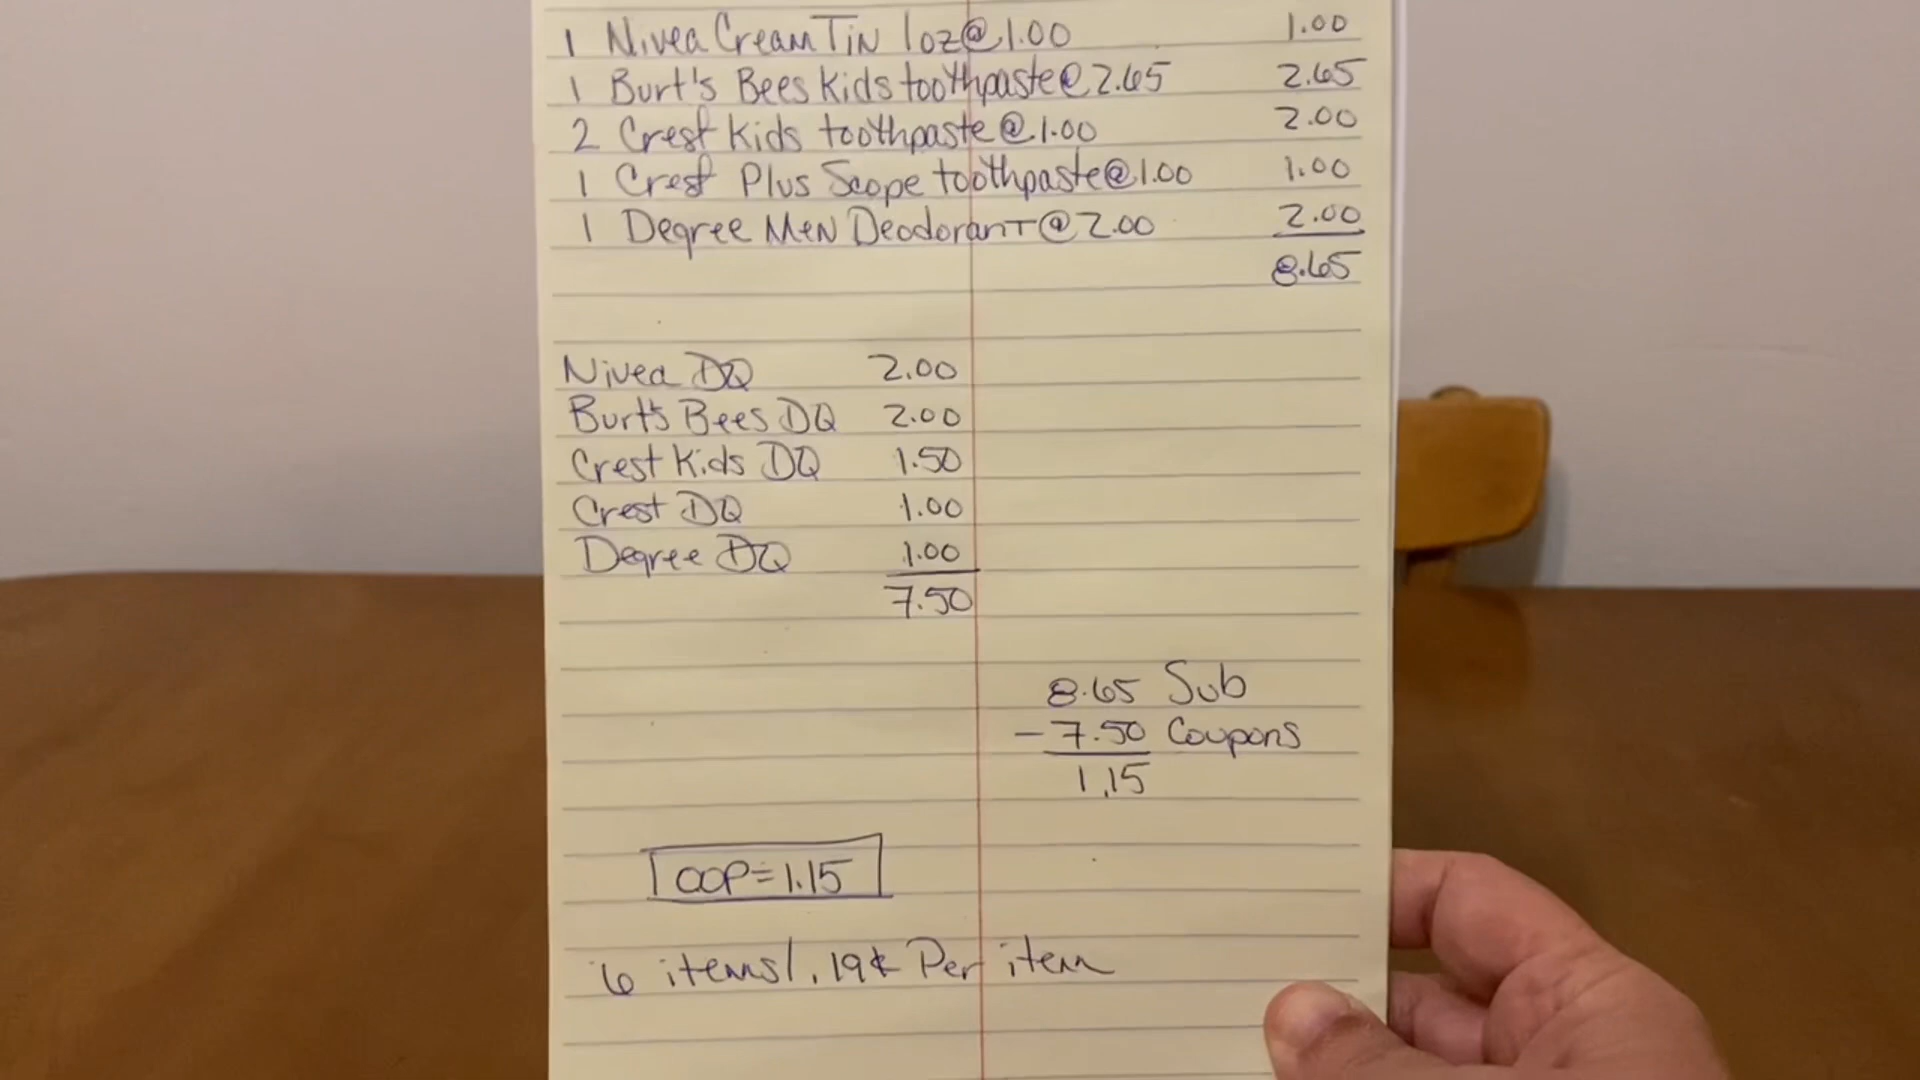 1 Nivea Cream Tin 1oz@1.00 1.00
1 Burt's Bees Kids toothpaste@2.65 2.65
2 Crest Kids toothpaste@1.00 2.00
1 Crest Plus Scope toothpaste@1.00 1.00
1 Degree Men Deodorant@2.00 2.00
8.65
Nivea DQ 2.00
Burt's Bees DQ 2.00
Crest Kids DQ 1.50
Crest DQ 1.00
Degree DQ 1.00
7.50
8.65 Sub
- 7.50 Coupons
1.15
OOP=1.15
6 items/.19¢ Per item